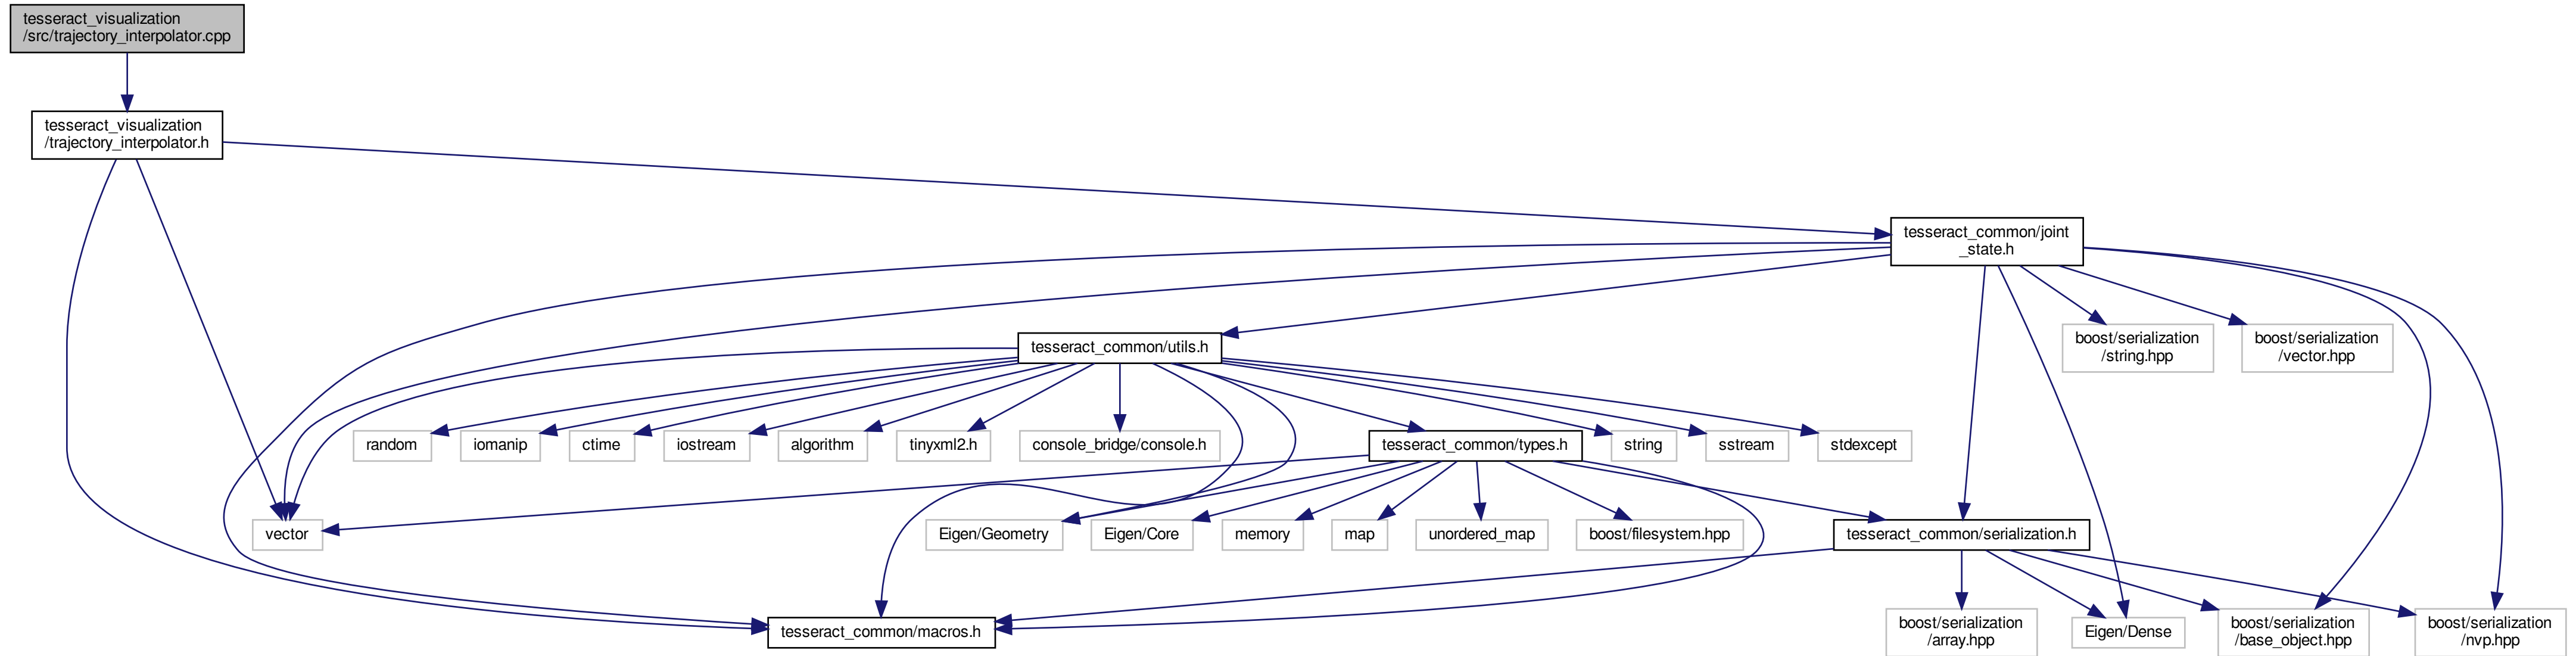 tesseract_visualization
/src/trajectory_interpolator.cpp
tesseract_visualization
/trajectory_interpolator.h
tesseract_common/joint
_state.h
tesseract_common/utils.h
boost/serialization
/string.hpp
boost/serialization
/vector.hpp
random
iomanip
ctime
iostream
algorithm
tinyxml2.h
console_bridge/console.h
tesseract_common/types.h
string
sstream
stdexcept
vector
Eigen/Geometry
Eigen/Core
memory
map
unordered_map
boost/filesystem.hpp
tesseract_common/serialization.h
tesseract_common/macros.h
boost/serialization
/array.hpp
Eigen/Dense
boost/serialization
/base_object.hpp
boost/serialization
/nvp.hpp